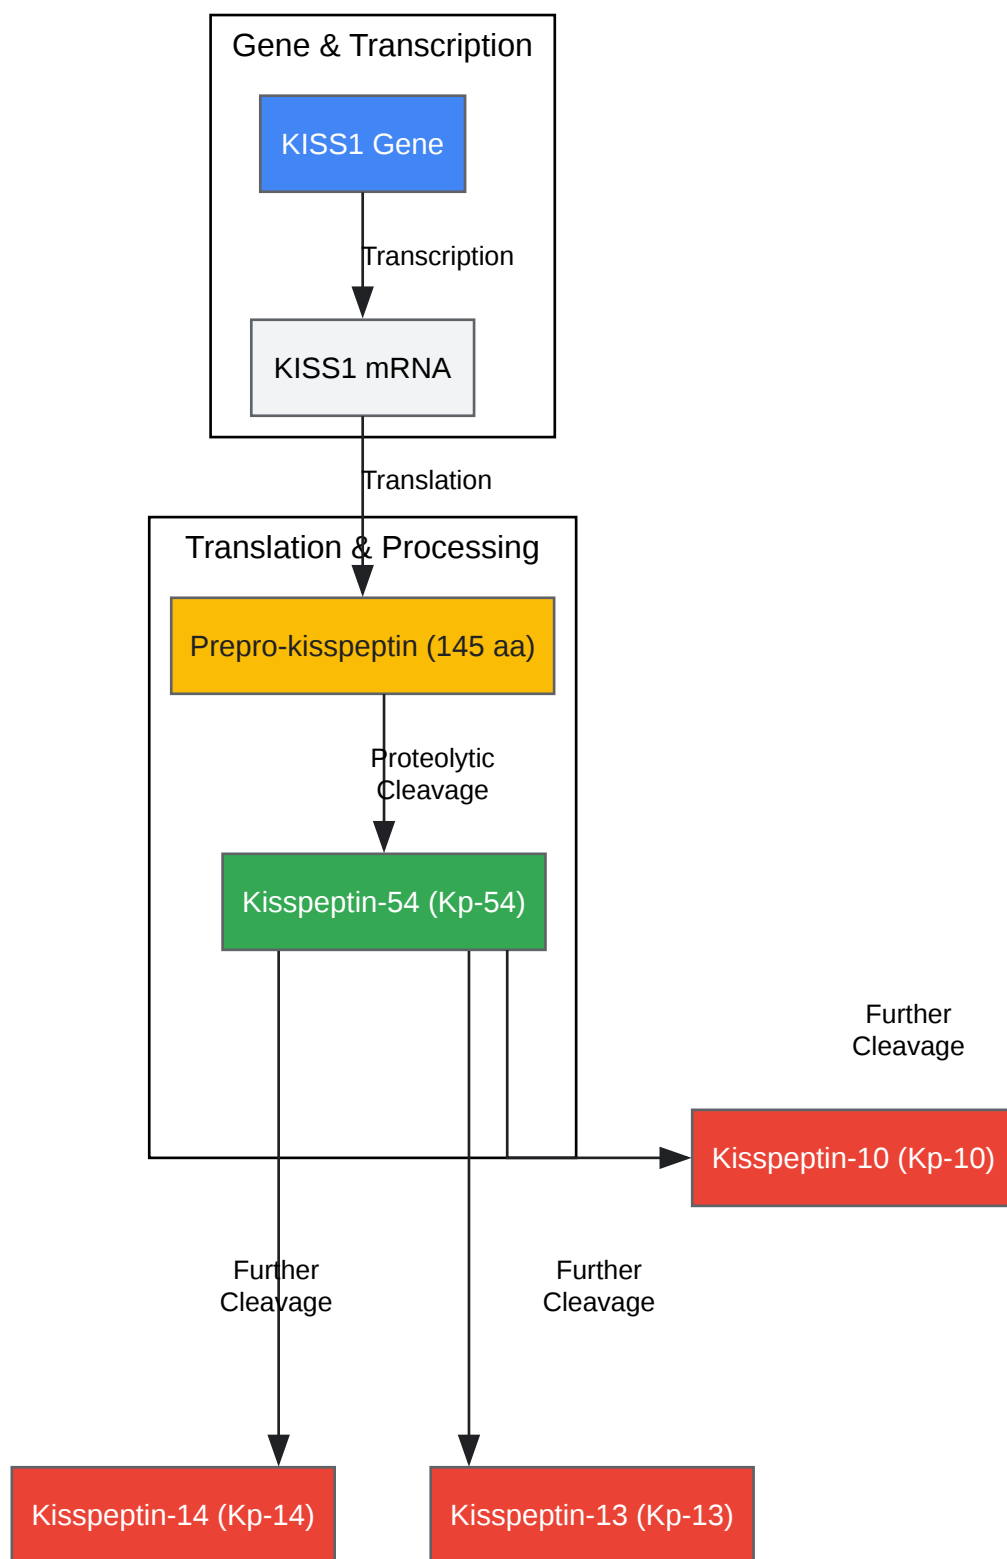 Gene & Transcription
KISS1 Gene
Transcription
KISS1 mRNA
Translation
Translation & Processing
Prepro-kisspeptin (145 aa)
Proteolytic
Cleavage
Kisspeptin-54 (Kp-54)
Further
Cleavage
Kisspeptin-10 (Kp-10)
Further
Cleavage
Further
Cleavage
Kisspeptin-14 (Kp-14)
Kisspeptin-13 (Kp-13)